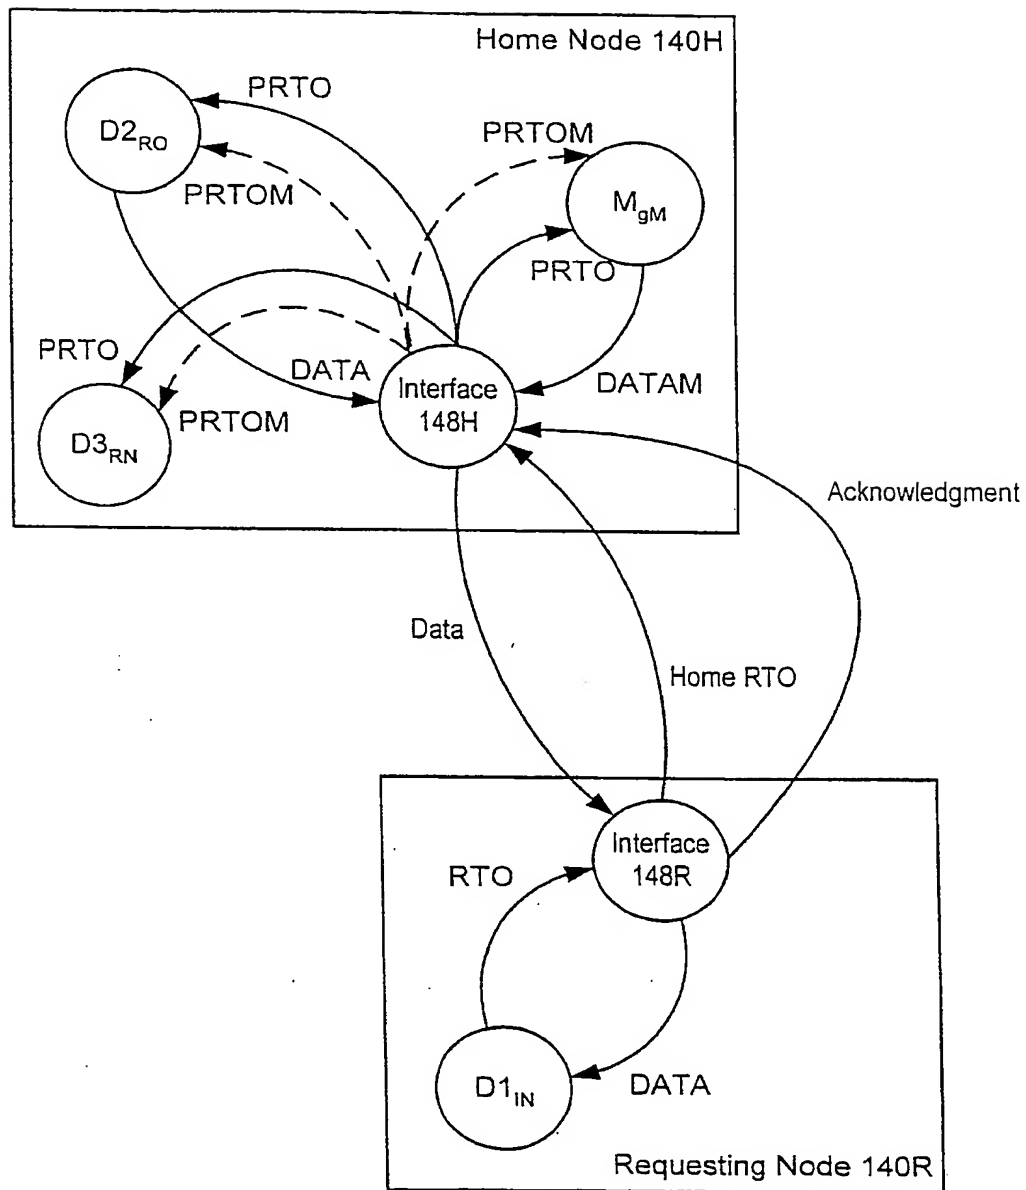 Home Node 140H
PRTO
D2RO
PRTOM
PRTOM
MgM
PRTO
PRTO
DATA
Interface
148H
DATAM
PRTOM
D3RN
Acknowledgment
Data
Home RTO
Interface
148R
RTO
D1IN
DATA
Requesting Node 140R